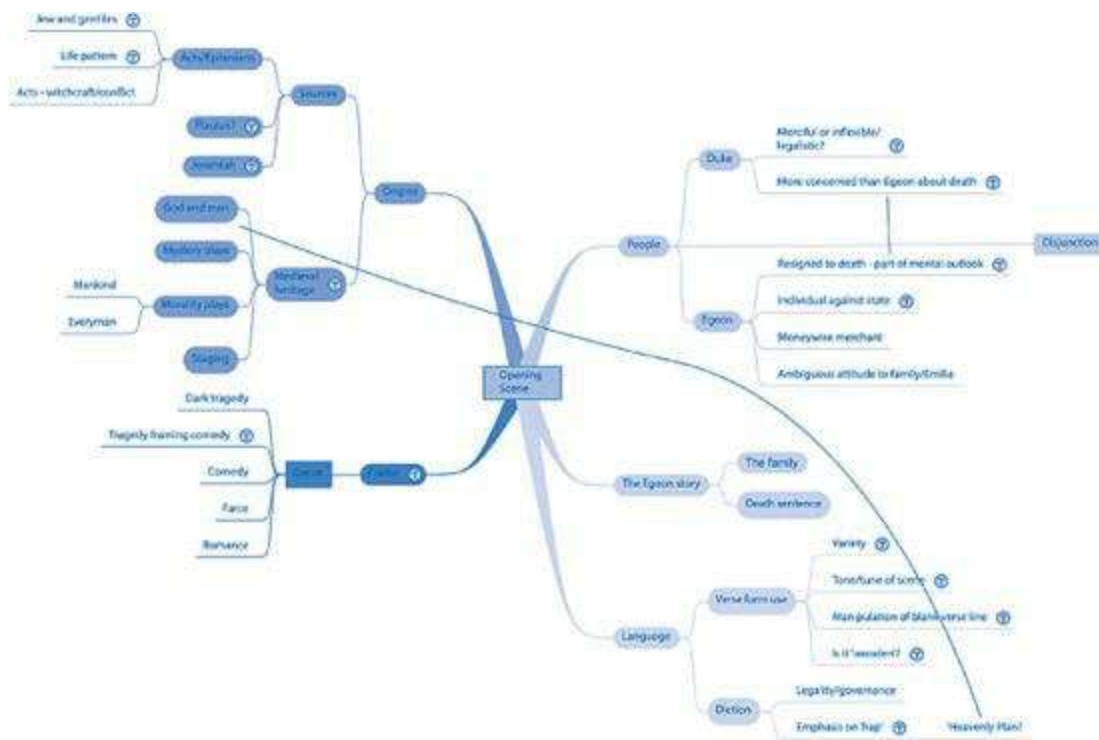 Jew and gentiles
Life pattern
Acts - witchcraft/conflict
Acts/Ephesians
Sources
Plautus?
Jeremiah
Origins
God and man
Mystery plays
Medieval
heritage
Mankind
Morality plays
Everyman
Staging
Opening
Scene
Dark tragedy
Tragedy framing comedy
Comedy
Farce
Romance
Genre
Merciful or inflexible/
legalistic?
Duke
More concerned than Egeon about death
People
Disjunction
Resigned to death - part of mental outlook
Individual against state
Egeon
Moneywise merchant
Ambiguous attitude to family/Emilia
The family
The Egeon story
Death sentence
Variety
Tone/tune of scene
Verse form use
Manipulation of blank verse line
Is it 'wooden'?
Language
Legality/governance
Diction
Emphasis on 'hap'
'Heavenly Plan?